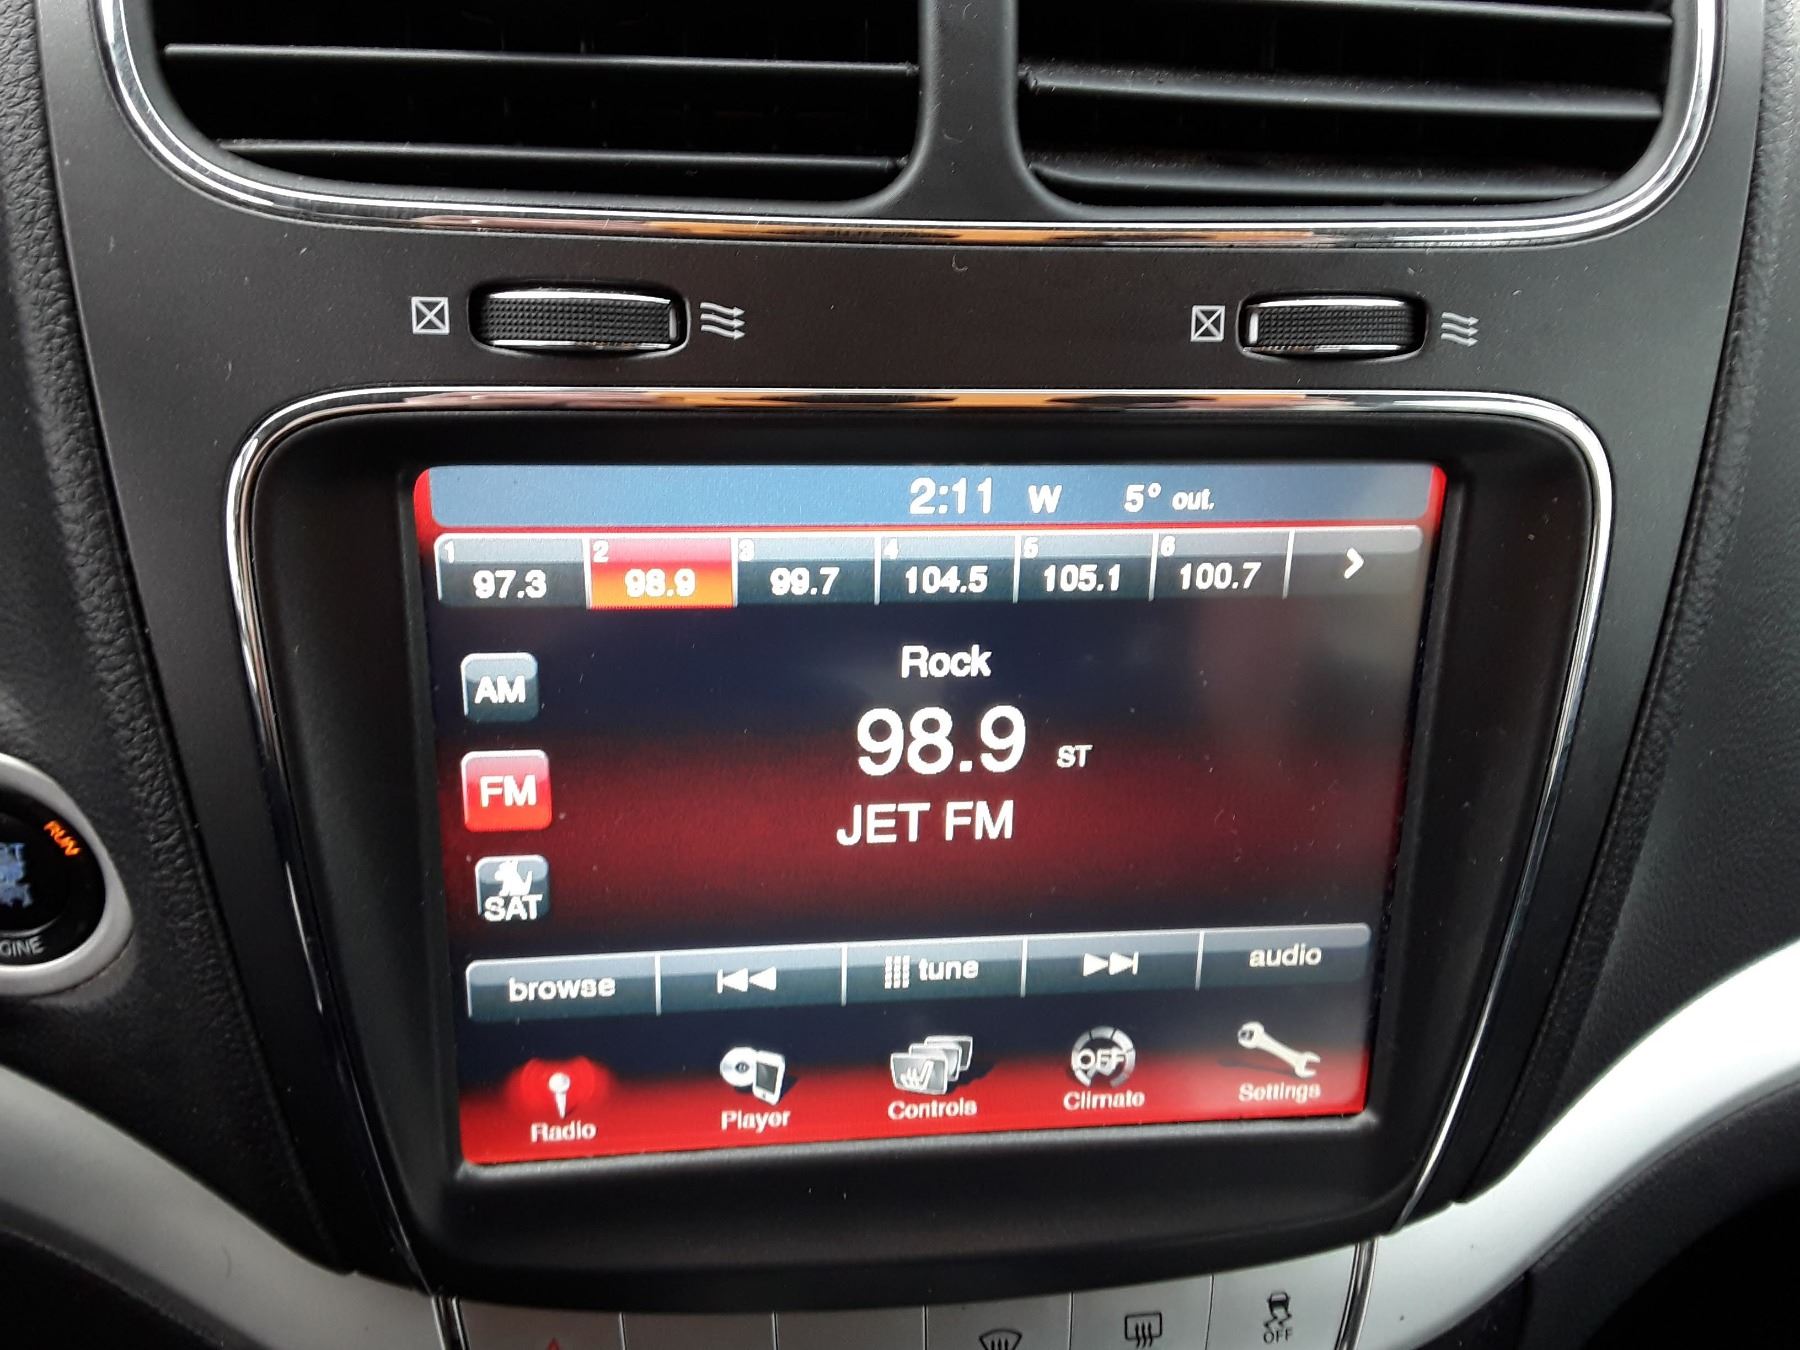 2:11 W 5° out.
1 2 3 4 5 6
97.3 98.9 99.7 104.5 105.1 100.7
Rock
AM
98.9 ST
FM
JET FM
SAT
RUN
GINE
browse tune audio
OFF
Radio Player Controls Climate Settings
OFF